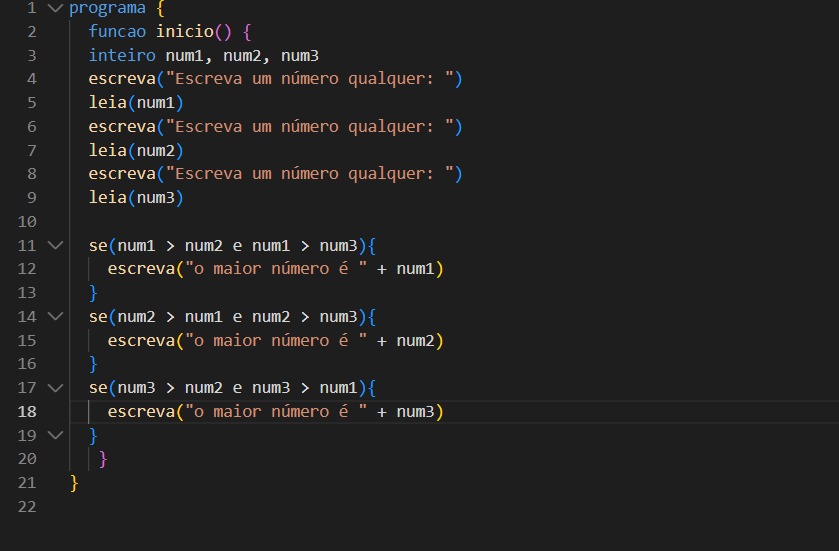 1 programa {
2 funcao inicio() {
3 inteiro num1, num2, num3
4 escreva("Escreva um número qualquer: ")
5 leia(num1)
6 escreva("Escreva um número qualquer: ")
7 leia(num2)
8 escreva("Escreva um número qualquer: ")
9 leia(num3)
10
11 se(num1 > num2 e num1 > num3){
12 escreva("o maior número é " + num1)
13 }
14 se(num2 > num1 e num2 > num3){
15 escreva("o maior número é " + num2)
16 }
17 se(num3 > num2 e num3 > num1){
18 escreva("o maior número é " + num3)
19 }
20 }
21 }
22